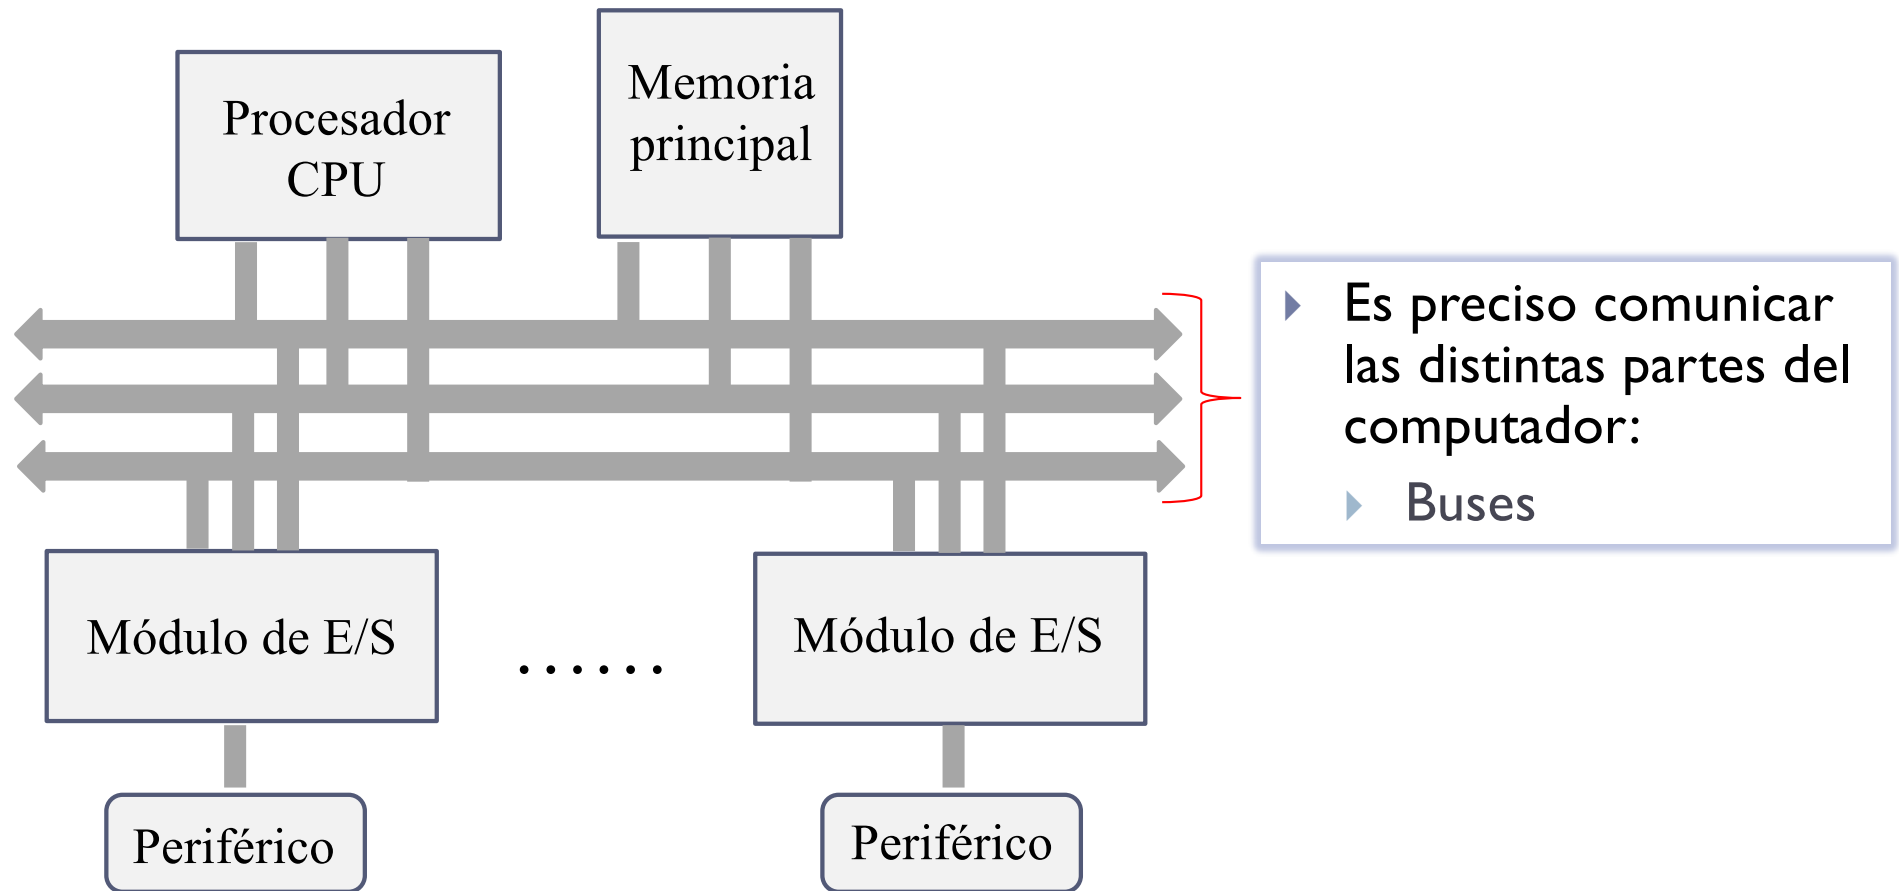 Procesador
CPU
Memoria
principal
Es preciso comunicar
las distintas partes del
computador:
Buses
Módulo de E/S
......
Módulo de E/S
Periférico
Periférico